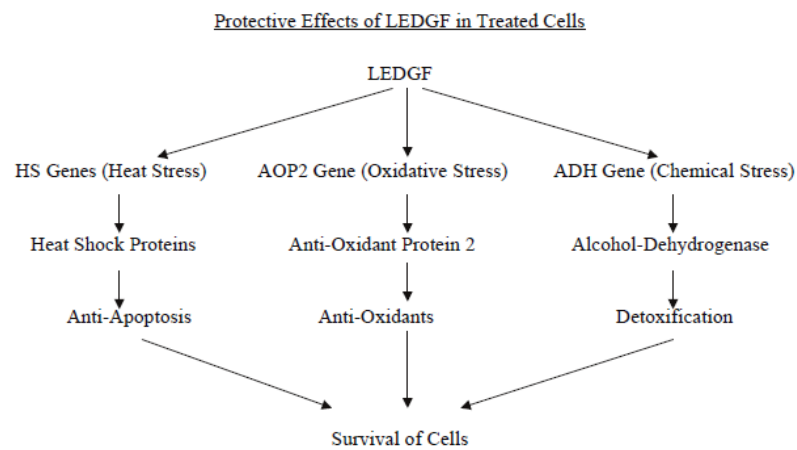 Protective Effects of LEDGF in Treated Cells
LEDGF
HS Genes (Heat Stress) AOP2 Gene (Oxidative Stress) ADH Gene (Chemical Stress)
Heat Shock Proteins Anti-Oxidant Protein 2 Alcohol-Dehydrogenase
Anti-Apoptosis Anti-Oxidants Detoxification
Survival of Cells